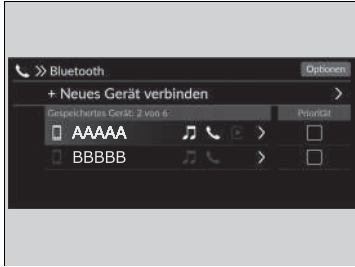 Bluetooth
Optionen
+ Neues Gerät verbinden
Gespeichertes Gerät: 2 von 6
Priorität
AAAAA
BBBBB